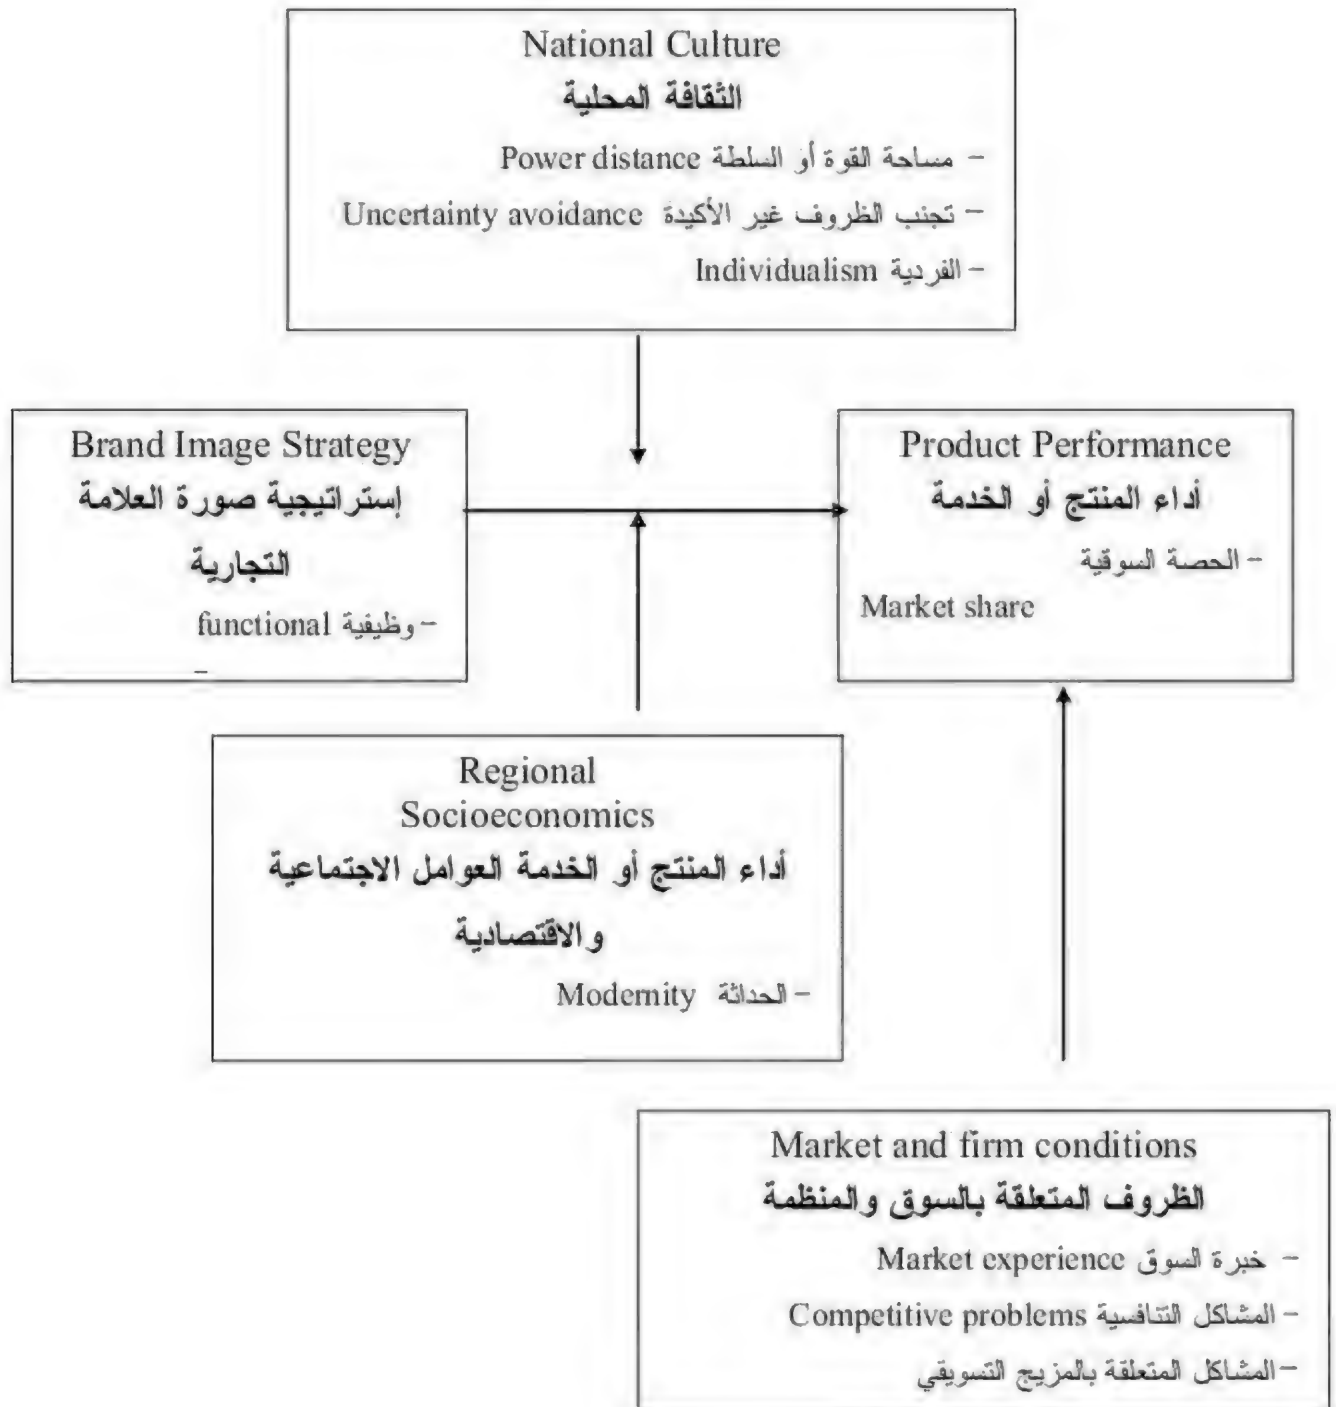 National Culture
الثقافة المحلية
- مساحة القوة أو السلطة Power distance
- تجنب الظروف غير الأكيدة Uncertainty avoidance
- الفردية Individualism
Brand Image Strategy
إستراتيجية صورة العلامة
التجارية
- وظيفية functional
-
Product Performance
أداء المنتج أو الخدمة
- الحصة السوقية
Market share
Regional
Socioeconomics
أداء المنتج أو الخدمة العوامل الاجتماعية
والاقتصادية
- الحداثة Modernity
Market and firm conditions
الظروف المتعلقة بالسوق والمنظمة
- خبرة السوق Market experience
- المشاكل التنافسية Competitive problems
- المشاكل المتعلقة بالمزيج التسويقي